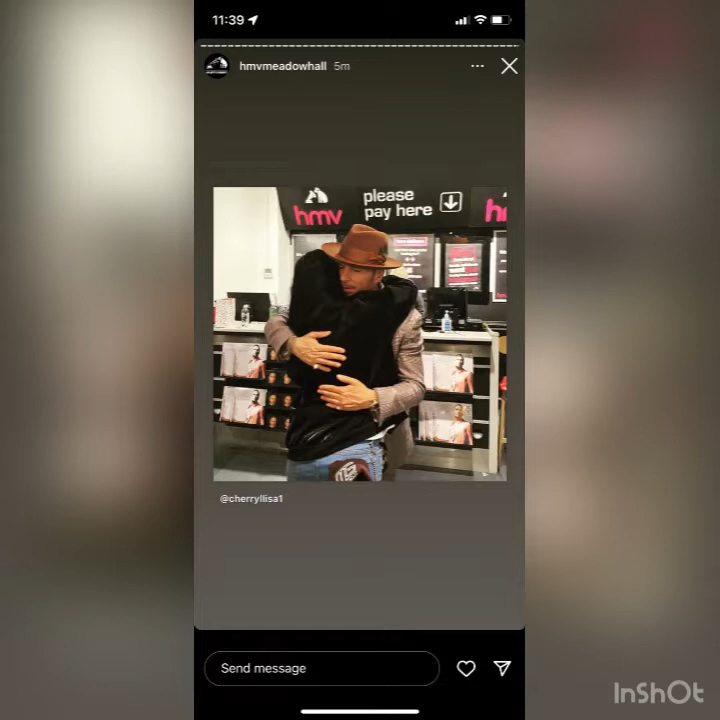 11:39
hmvmeadowhall 5m
hmv
please
pay here
@cherryllisa1
Send message
InShOt